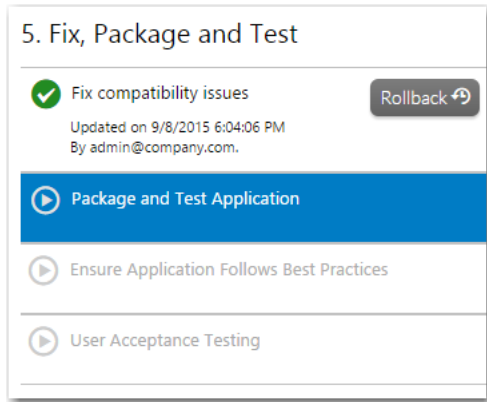 5. Fix, Package and Test
Fix compatibility issues
Rollback
Updated on 9/8/2015 6:04:06 PM
By admin@company.com.
Package and Test Application
Ensure Application Follows Best Practices
User Acceptance Testing